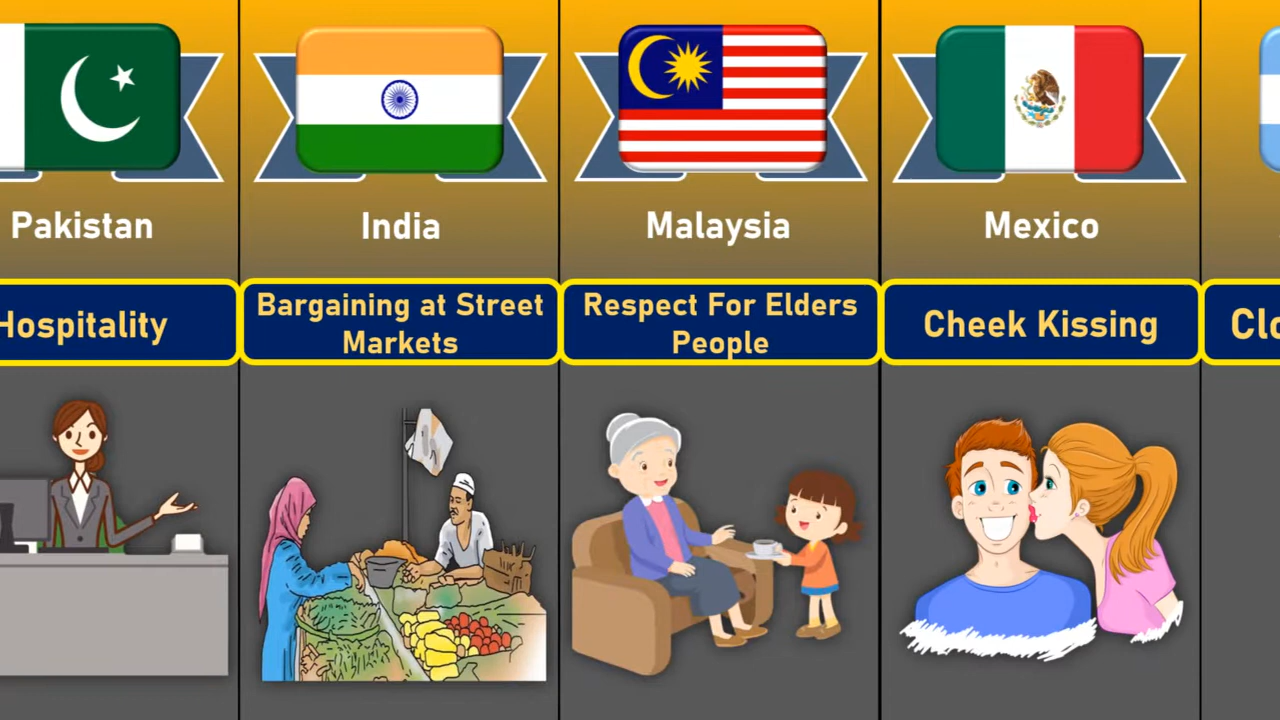 Pakistan
India
Malaysia
Mexico
Hospitality
Bargaining at Street
Markets
Respect For Elders
People
Cheek Kissing